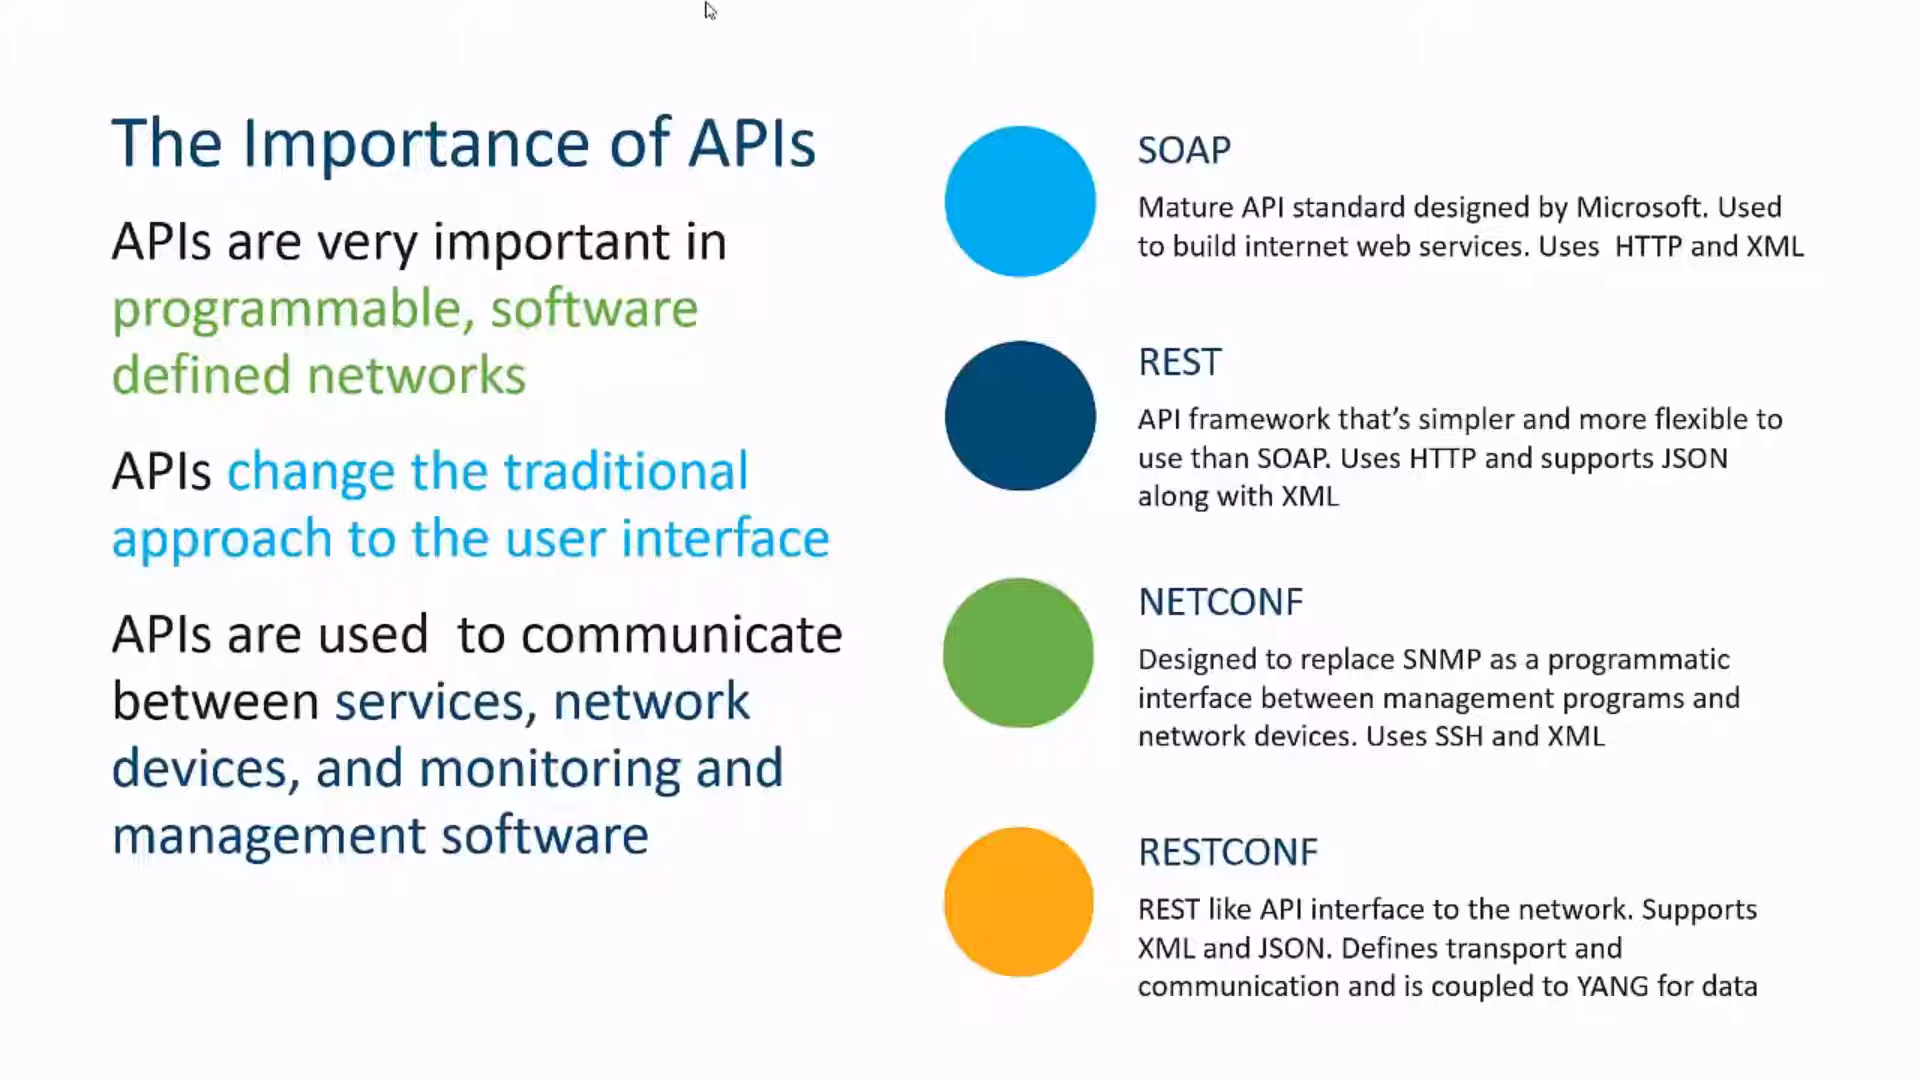 The Importance of APIs
APIs are very important in
programmable, software
defined networks
APIs change the traditional
approach to the user interface
APIs are used  to communicate
between services, network
devices, and monitoring and
management software
SOAP
Mature API standard designed by Microsoft. Used
to build internet web services. Uses  HTTP and XML
REST
API framework that’s simpler and more flexible to
use than SOAP. Uses HTTP and supports JSON
along with XML
NETCONF
Designed to replace SNMP as a programmatic
interface between management programs and
network devices. Uses SSH and XML
RESTCONF
REST like API interface to the network. Supports
XML and JSON. Defines transport and
communication and is coupled to YANG for data